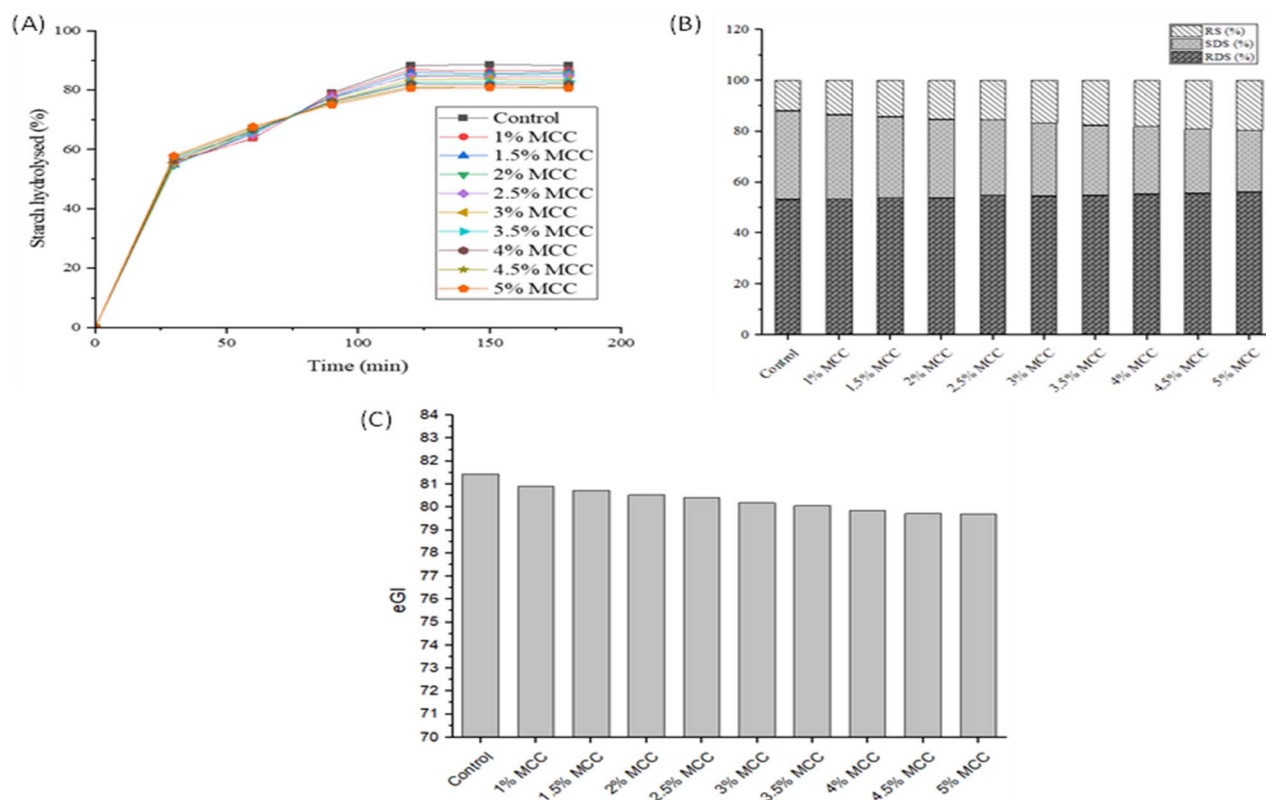 (A)
100
80
60
40
20
0
Starch hydrolysed (%)
Control
1% MCC
1.5% MCC
2% MCC
2.5% MCC
3% MCC
3.5% MCC
4% MCC
4.5% MCC
5% MCC
0 50 100 150 200
Time (min)
(B)
120
100
80
60
40
20
0
RS (%)
SDS (%)
RDS (%)
Control 1% MCC 1.5% MCC 2% MCC 2.5% MCC 3% MCC 3.5% MCC 4% MCC 4.5% MCC 5% MCC
(C)
84
83
82
81
80
79
78
77
76
75
74
73
72
71
70
eGI
Control 1% MCC 1.5% MCC 2% MCC 2.5% MCC 3% MCC 3.5% MCC 4% MCC 4.5% MCC 5% MCC